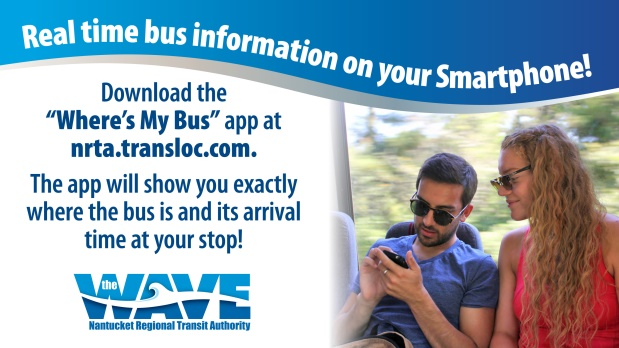 Real time bus information on your Smartphone!
Download the
“Where’s My Bus” app at
nrta.transloc.com.
The app will show you exactly
where the bus is and its arrival
time at your stop!
the
WAVE
Nantucket Regional Transit Authority